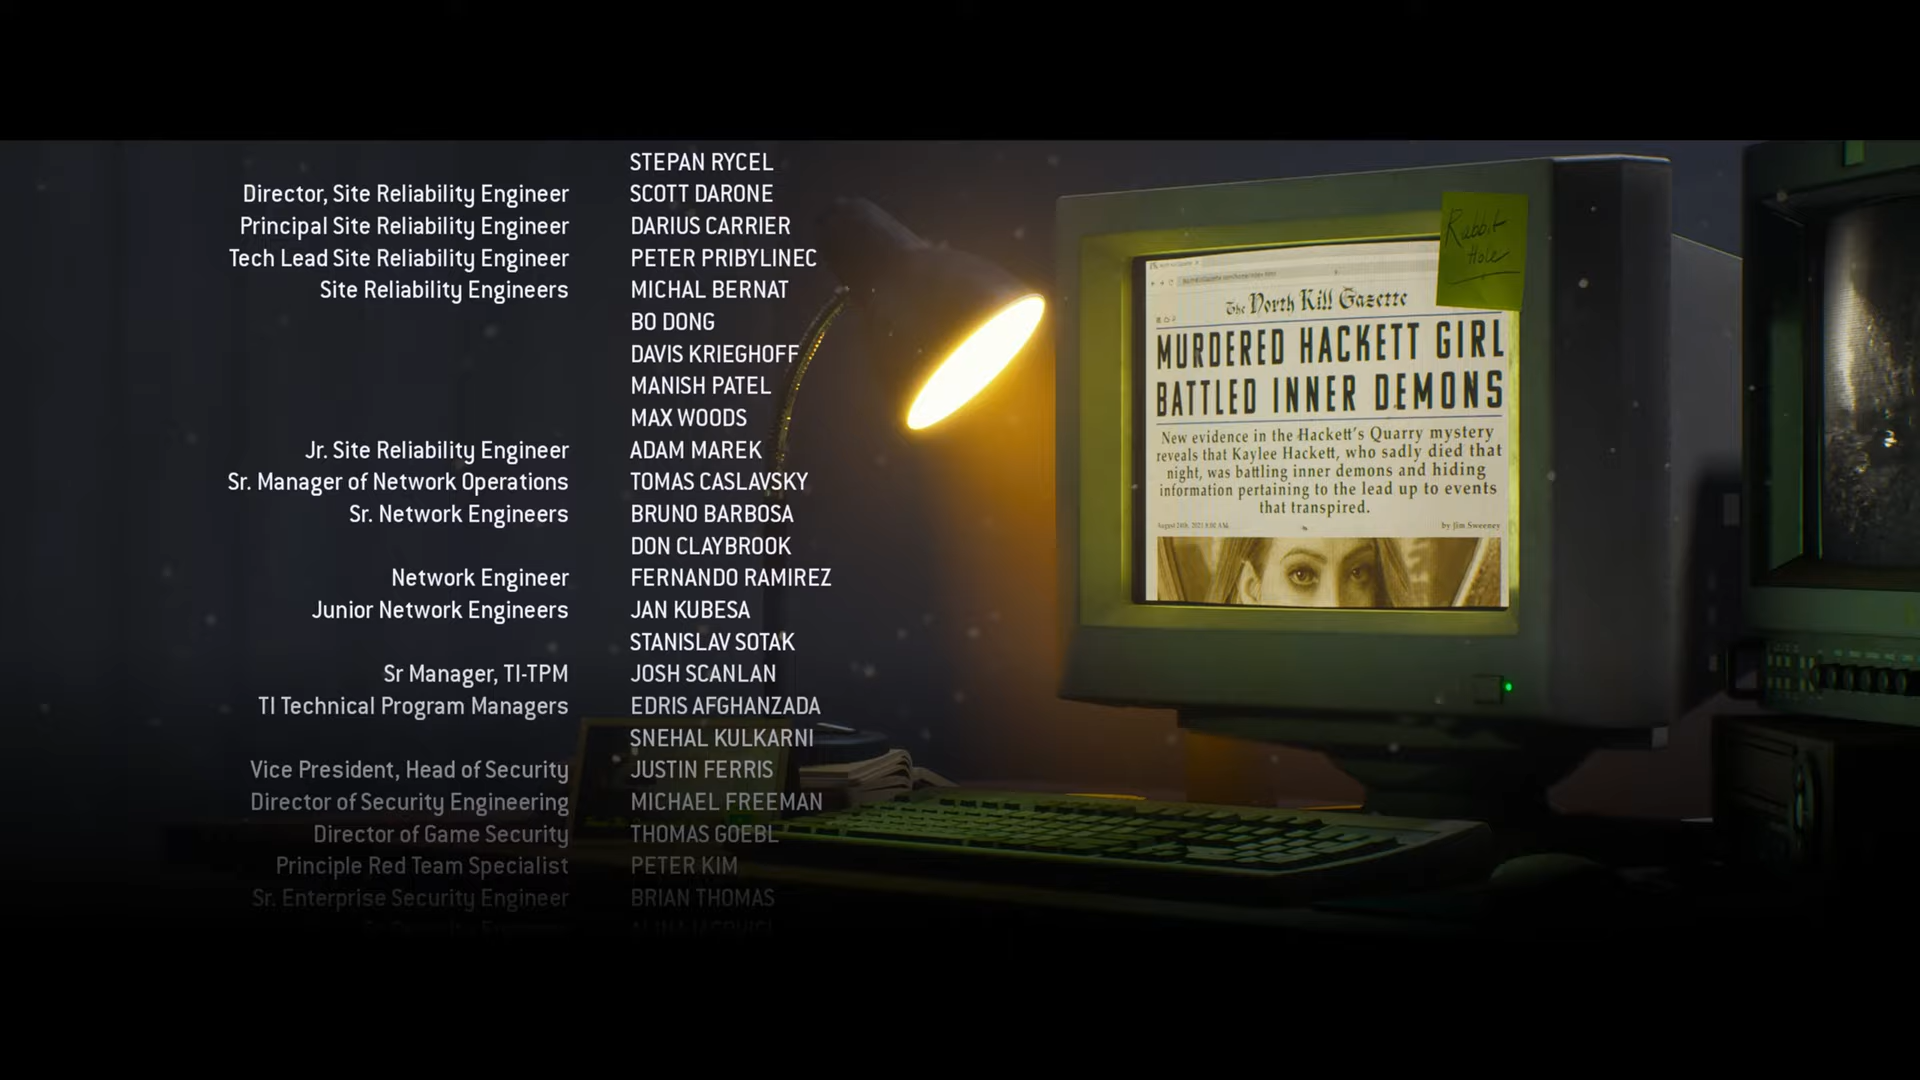 STEPAN RYCEL
Director, Site Reliability Engineer SCOTT DARONE
Principal Site Reliability Engineer DARIUS CARRIER
Tech Lead Site Reliability Engineer PETER PRIBYLINEC
Site Reliability Engineers MICHAL BERNAT
BO DONG
DAVIS KRIEGHOFF
MANISH PATEL
MAX WOODS
Jr. Site Reliability Engineer ADAM MAREK
Sr. Manager of Network Operations TOMAS CASLAVSKY
Sr. Network Engineers BRUNO BARBOSA
DON CLAYBROOK
Network Engineer FERNANDO RAMIREZ
Junior Network Engineers JAN KUBESA
STANISLAV SOTAK
Sr Manager, TI-TPM JOSH SCANLAN
TI Technical Program Managers EDRIS AFGHANZADA
SNEHAL KULKARNI
Vice President, Head of Security JUSTIN FERRIS
Director of Security Engineering MICHAEL FREEMAN
Director of Game Security THOMAS GOEBL
Principle Red Team Specialist PETER KIM
Sr. Enterprise Security Engineer BRIAN THOMAS
Rabbit
Hole
The North Kill Gazette
MURDERED HACKETT GIRL
BATTLED INNER DEMONS
New evidence in the Hackett's Quarry mystery
reveals that Kaylee Hackett, who sadly died that
night, was battling inner demons and hiding
information pertaining to the lead up to events
that transpired.
by Jim Sweeney